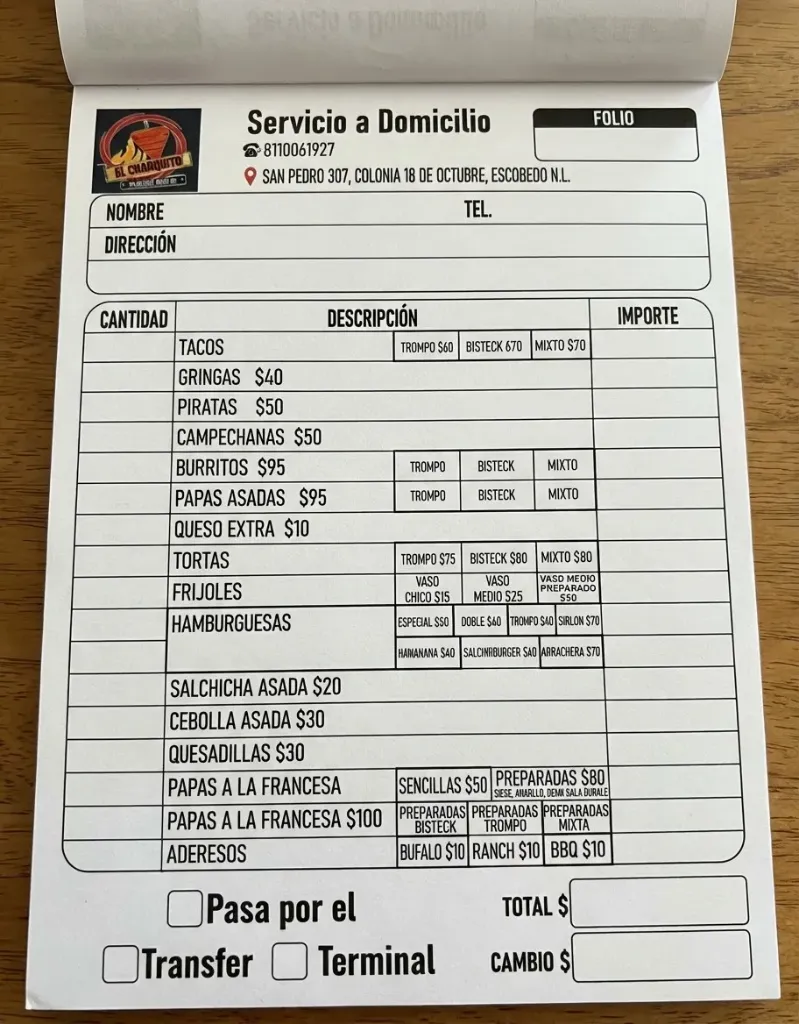 Servicio a Domicilio
FOLIO
EL CHARQUITO
8110061927
SAN PEDRO 307, COLONIA 18 DE OCTUBRE, ESCOBEDO N.L.
NOMBRE TEL.
DIRECCIÓN
CANTIDAD DESCRIPCIÓN IMPORTE
TACOS TROMPO $60 BISTECK 670 MIXTO $70
GRINGAS $40
PIRATAS $50
CAMPECHANAS $50
BURRITOS $95 TROMPO BISTECK MIXTO
PAPAS ASADAS $95 TROMPO BISTECK MIXTO
QUESO EXTRA $10
TORTAS TROMPO $75 BISTECK $80 MIXTO $80
FRIJOLES VASO CHICO $15 VASO MEDIO $25 VASO MEDIO PREPARADO $50
HAMBURGUESAS ESPECIAL $50 DOBLE $60 TROMPO $40 SIRLON $70
HAWANANA $40 SALCHIRBURGER $40 ARRACHERA $70
SALCHICHA ASADA $20
CEBOLLA ASADA $30
QUESADILLAS $30
PAPAS A LA FRANCESA SENCILLAS $50 PREPARADAS $80
PAPAS A LA FRANCESA $100 PREPARADAS BISTECK PREPARADAS TROMPO PREPARADAS MIXTA
ADERESOS BUFALO $10 RANCH $10 BBQ $10
Pasa por el
TOTAL $
Transfer Terminal
CAMBIO $